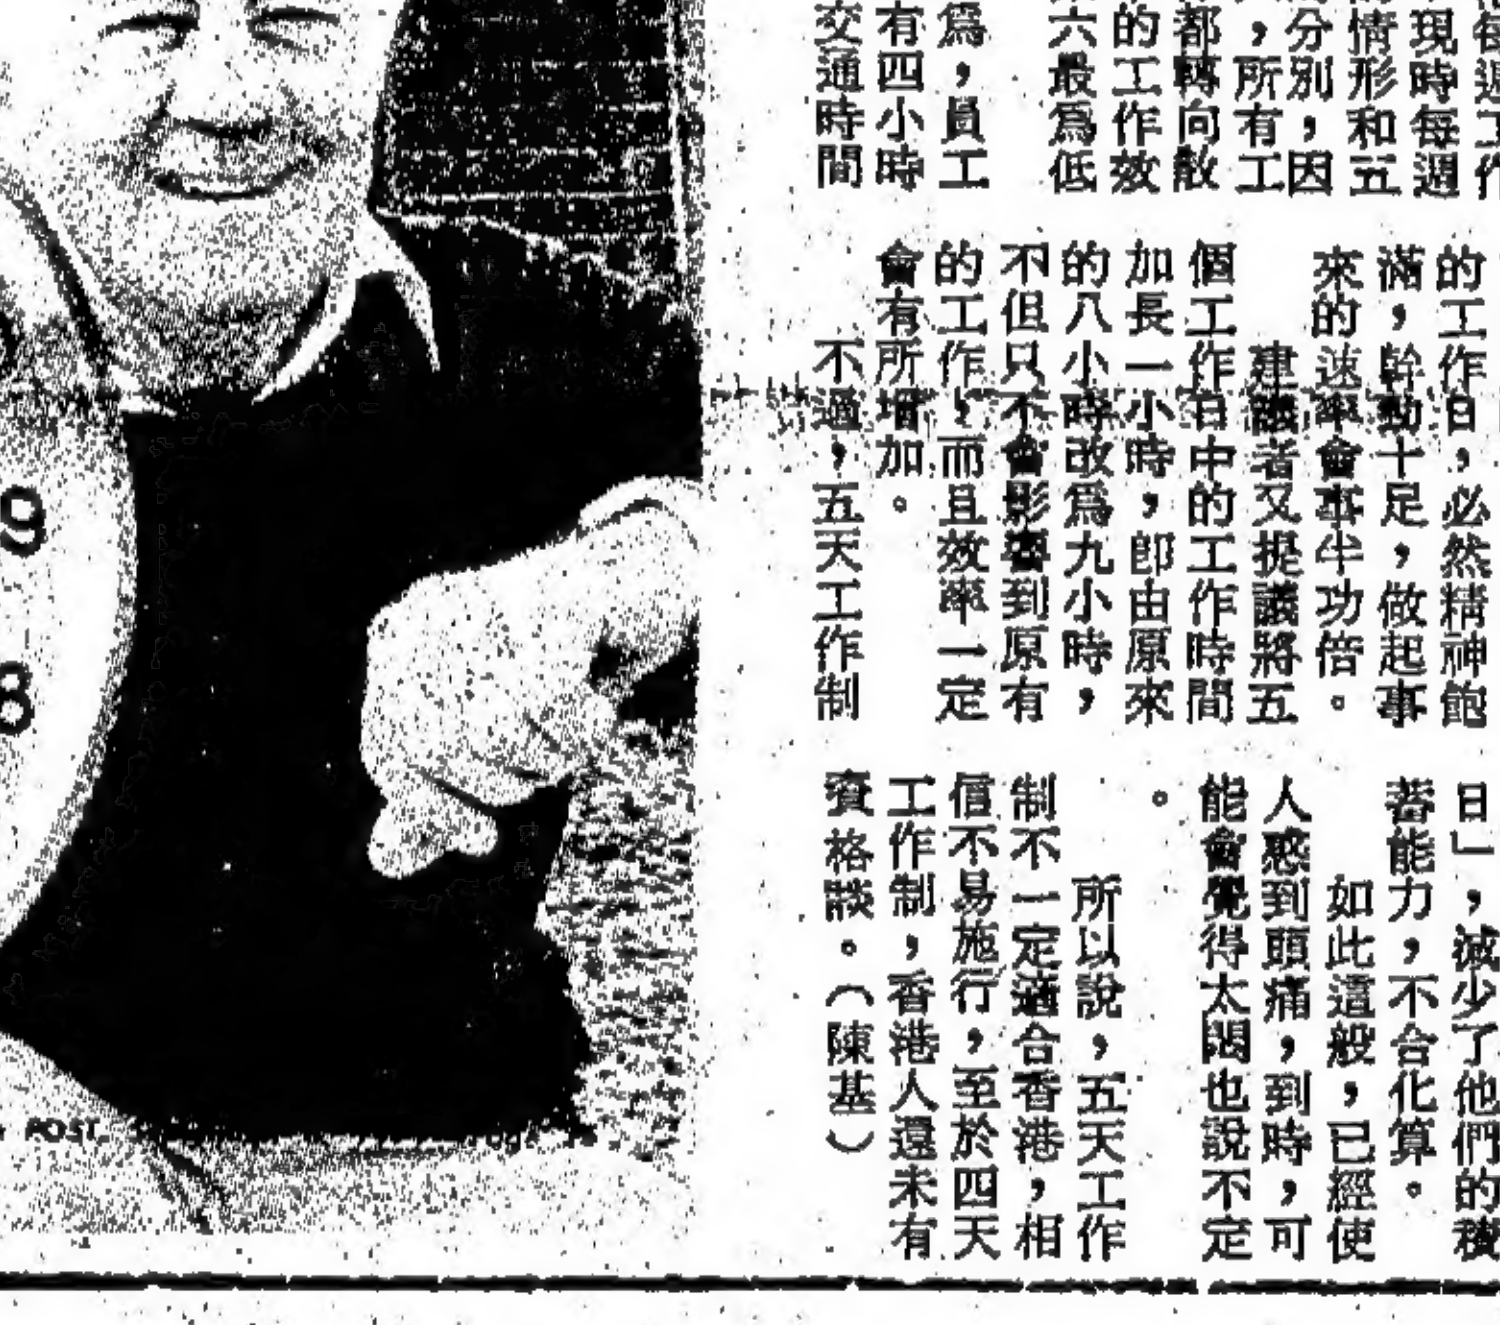 現時每週
情形和五
分別，因
，所有工
都轉向散
的工作效
六最爲低
爲，員工
有四小時
交通時間
的工作日，必然精神飽
滿，幹勁十足，做起事
來的速率會事半功倍。
建議者又提議將五
個工作日中的工作時間
加長一小時，即由原來
的八小時改爲九小時，
不但只不會影響到原有
的工作，而且效率一定
會有所增加。
不過，五天工作制
日」，減少了他們的積
蓄能力，不合化算。
如此這般，已經使
人感到頭痛，到時，可
能會覺得太悶也說不定
。
所以說，五天工作
制不一定適合香港，相
信不易施行，至於四天
工作制，香港人還未有
資格談。（陳基）
9
8
POST